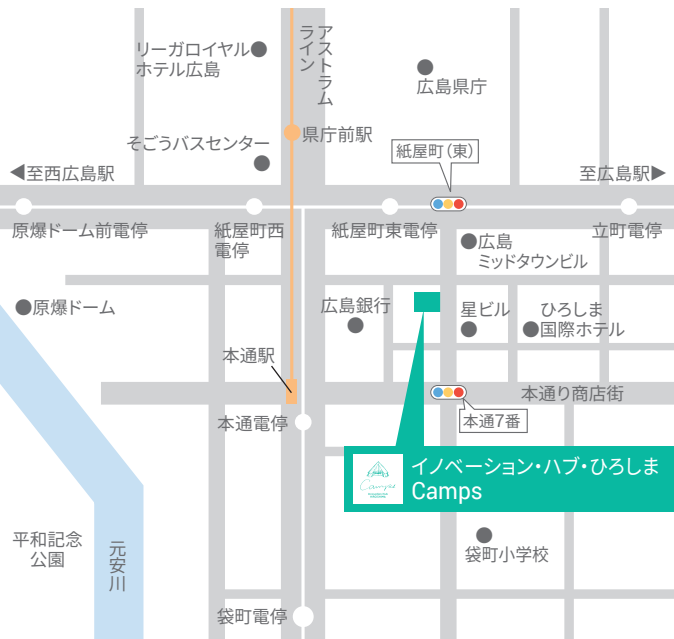 リーガロイヤル
ホテル広島
アストラム
ライン
広島県庁
そごうバスセンター
県庁前駅
紙屋町（東）
◀至西広島駅
至広島駅▶
原爆ドーム前電停
紙屋町西
電停
紙屋町東電停
立町電停
広島
ミッドタウンビル
原爆ドーム
広島銀行
星ビル
ひろしま
国際ホテル
本通駅
本通り商店街
本通電停
本通7番
イノベーション・ハブ・ひろしま
Camps
Camps
平和記念
公園
元安川
袋町小学校
袋町電停